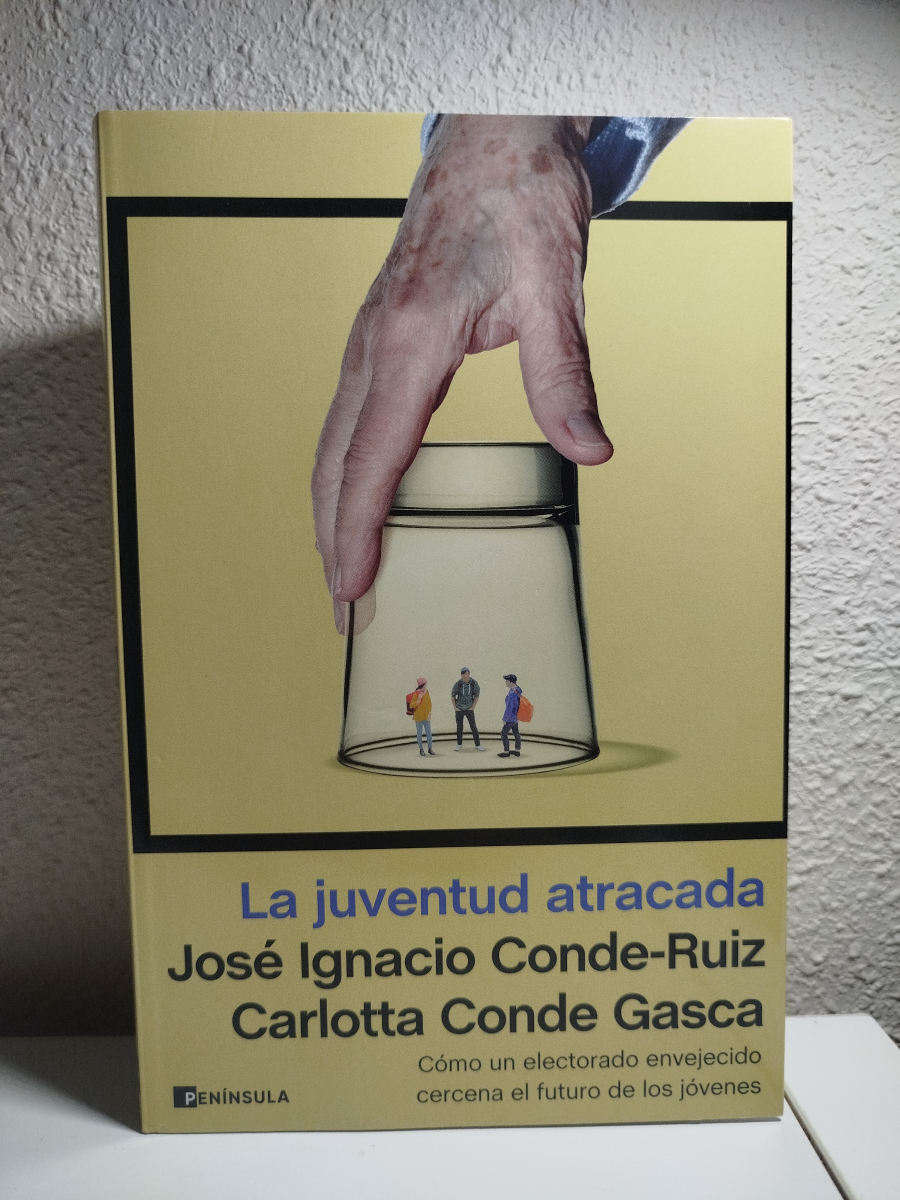 La juventud atracada
José Ignacio Conde-Ruiz
Carlotta Conde Gasca
Cómo un electorado envejecido
cercena el futuro de los jóvenes
PENÍNSULA